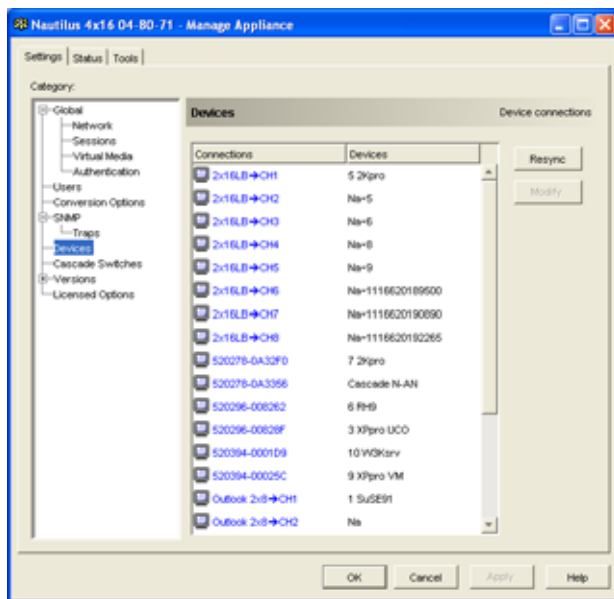 Nautilus 4x16 04-80-71 - Manage Appliance
Settings Status Tools
Category:
Global
Network
Sessions
Virtual Media
Authentication
Users
Conversion Options
SNMP
Traps
Devices
Cascade Switches
Versions
Licensed Options
Devices Device connections
Connections Devices
2x16LB→CH1 5 2Kpro
2x16LB→CH2 Na=5
2x16LB→CH3 Na=6
2x16LB→CH4 Na=8
2x16LB→CH5 Na=9
2x16LB→CH6 Na=1116620189500
2x16LB→CH7 Na=1116620190890
2x16LB→CH8 Na=1116620192265
520278-0A32F0 7 2Kpro
520278-0A3356 Cascade N-AN
520296-008262 6 RH9
520296-00828F 3 XPpro UCO
520394-0001D9 10 W3Ksrv
520394-00025C 9 XPpro VM
Outlook 2x8→CH1 1 SuSE91
Outlook 2x8→CH2 Na
Resync
Modify
OK Cancel Apply Help